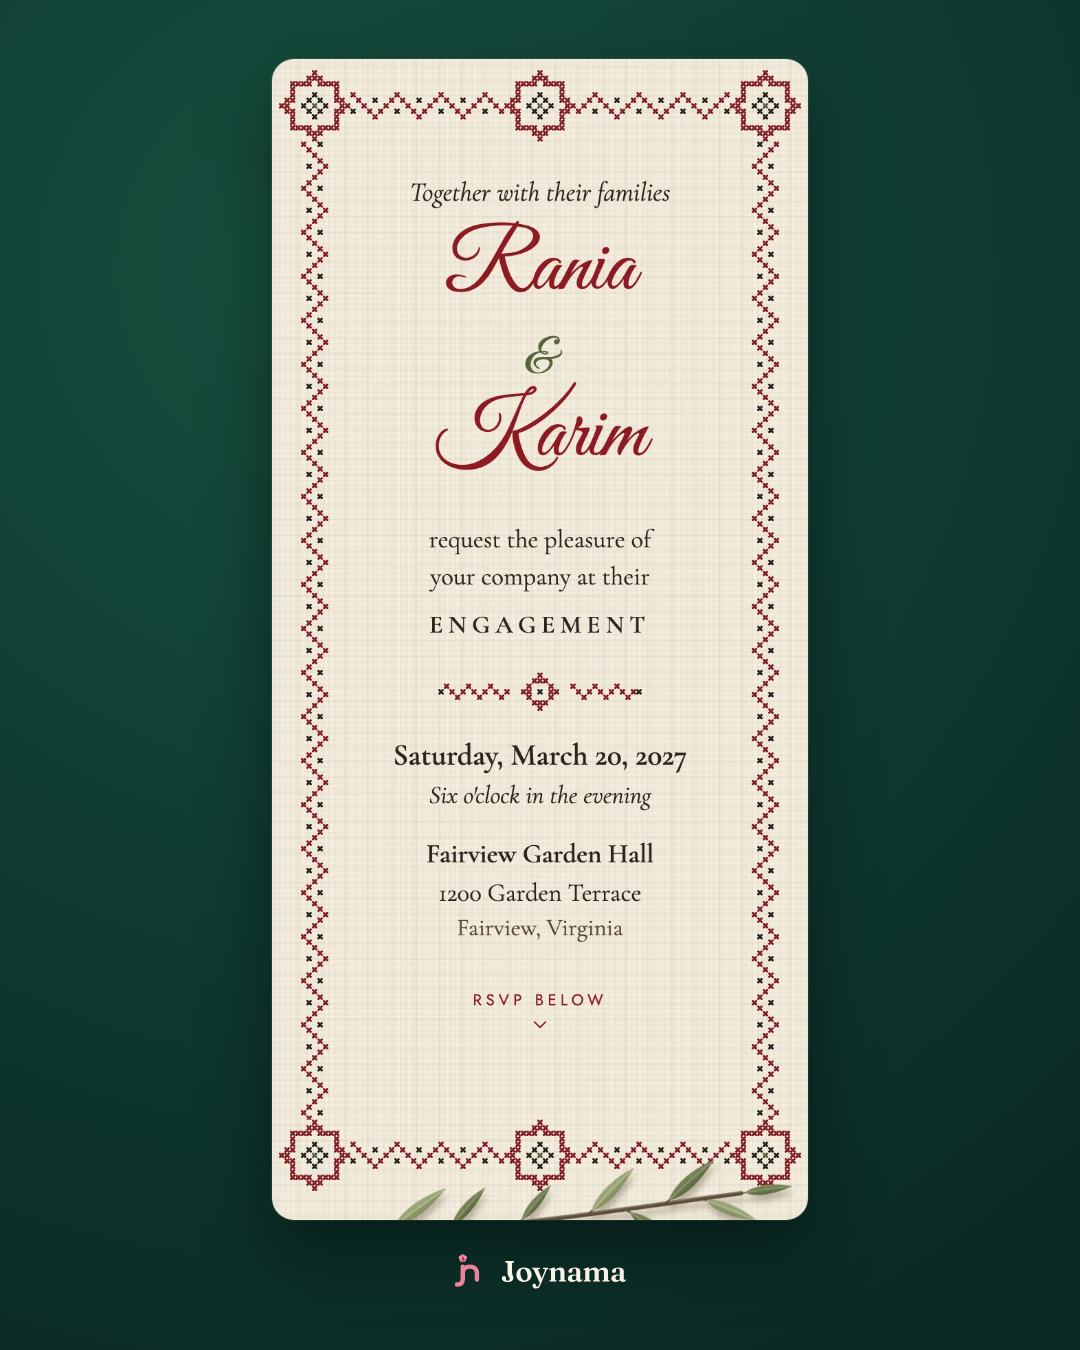 Together with their families
Rania
&
Karim
request the pleasure of
your company at their
ENGAGEMENT
Saturday, March 20, 2027
Six o'clock in the evening
Fairview Garden Hall
1200 Garden Terrace
Fairview, Virginia
RSVP BELOW
Joynama